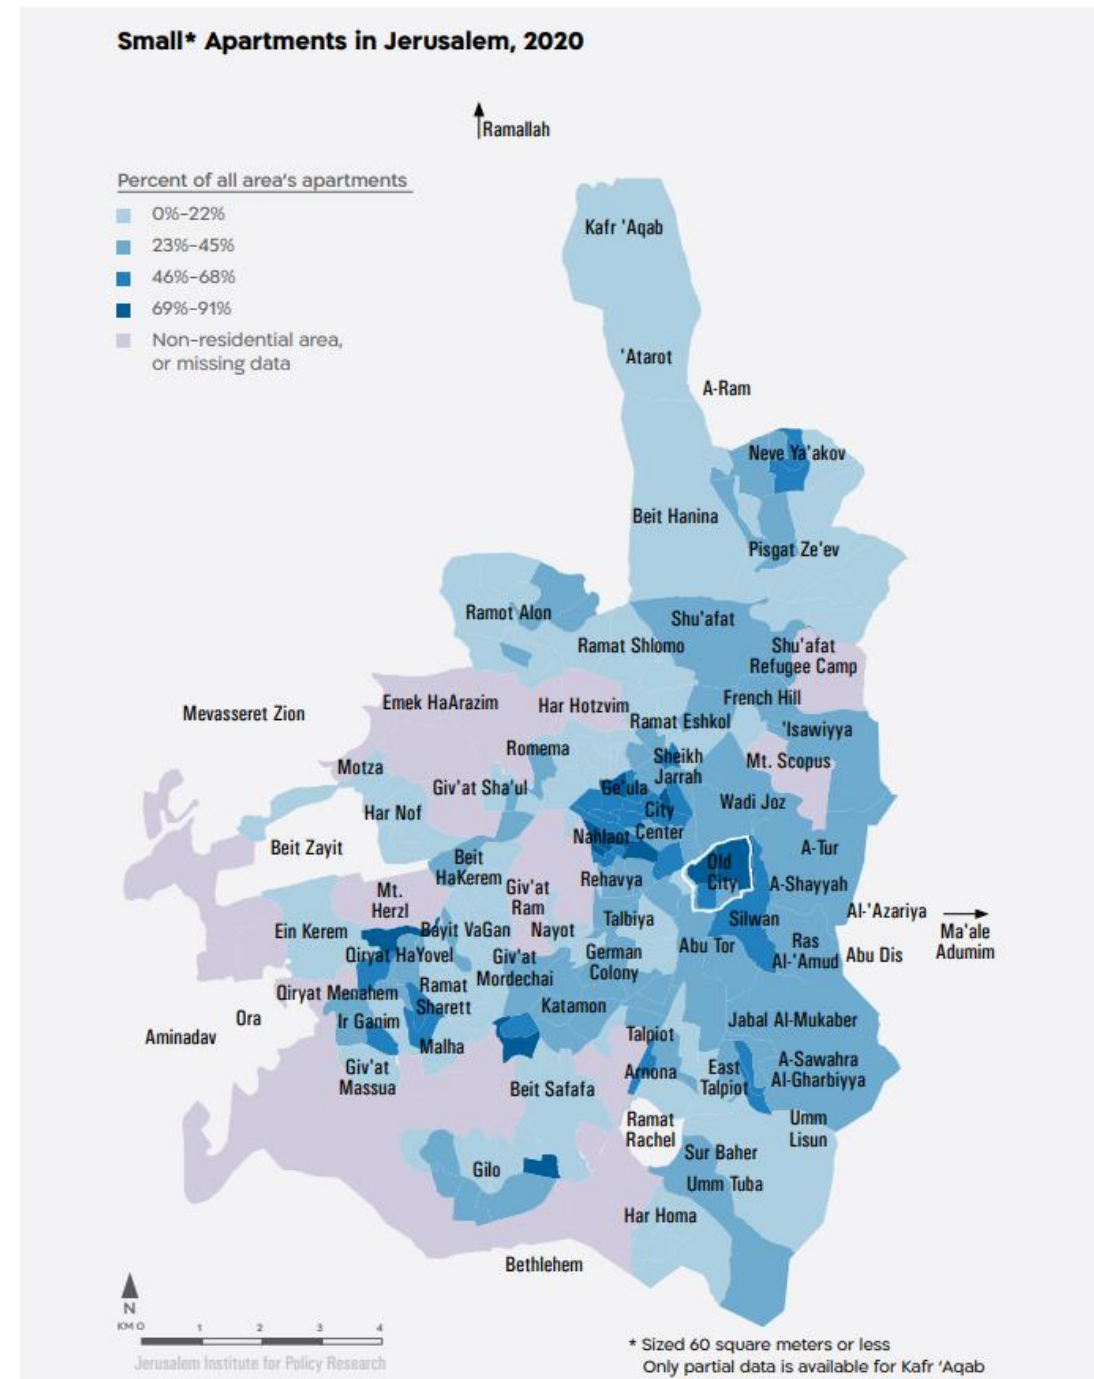 Small* Apartments in Jerusalem, 2020
Ramallah
Percent of all area's apartments
0%–22%
23%–45%
46%–68%
69%–91%
Non-residential area,
or missing data
Kafr 'Aqab
'Atarot
A-Ram
Neve Ya'akov
Beit Hanina
Pisgat Ze'ev
Ramot Alon
Shu'afat
Ramat Shlomo
Shu'afat
Refugee Camp
Emek HaArazim
Har Hotzvim
French Hill
Mevasseret Zion
Ramat Eshkol
'Isawiyya
Romema
Sheikh
Jarrah
Mt. Scopus
Motza
Giv'at Sha'ul
Ge'ula
Wadi Joz
Har Nof
City
Center
Nahlaot
Beit Zayit
Beit
HaKerem
A-Tur
Old
City
Mt.
Herzl
Giv'at
Ram
Rehavya
A-Shayyah
Al-'Azariya
Ma'ale
Adumim
Ein Kerem
Bayit VaGan
Nayot
Talbiya
Silwan
Qiryat HaYovel
Giv'at
Mordechai
German
Colony
Abu Tor
Ras
Al-'Amud
Abu Dis
Qiryat Menahem
Ramat
Sharett
Katamon
Ora
Ir Ganim
Jabal Al-Mukaber
Aminadav
Malha
Talpiot
Giv'at
Massua
Beit Safafa
Arnona
East
Talpiot
A-Sawahra
Al-Gharbiyya
Ramat
Rachel
Umm
Lisun
Sur Baher
Gilo
Umm Tuba
Har Homa
Bethlehem
N
KM 0 1 2 3 4
Jerusalem Institute for Policy Research
* Sized 60 square meters or less
Only partial data is available for Kafr 'Aqab